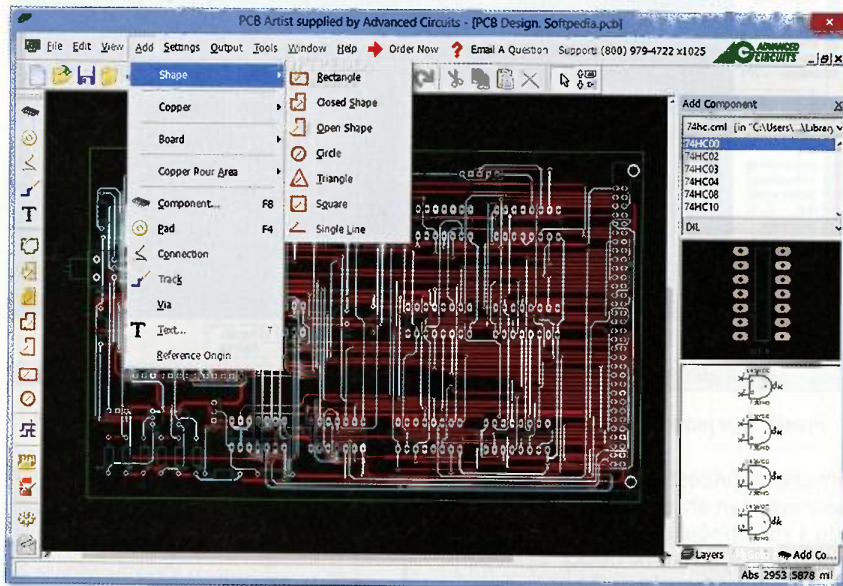 PCB Artist supplied by Advanced Circuits - [PCB Design. Softpedia.pcb]
File Edit View Add Settings Output Tools Window Help Order Now ? Email A Question Support: (800) 979-4722 x1025
ADVANCED
CIRCUITS
Shape
Copper
Board
Copper Pour Area
Component... F8
Pad F4
Connection
Track
Via
T Text... T
Reference Origin
Rectangle
Closed Shape
Open Shape
Circle
Triangle
Square
Single Line
T
Add Component
74hc.cml [in "C:\Users\...\Library
74HC00
74HC02
74HC03
74HC04
74HC08
74HC10
DIL
Layers
Add Co...
Abs 2953 5878 mil